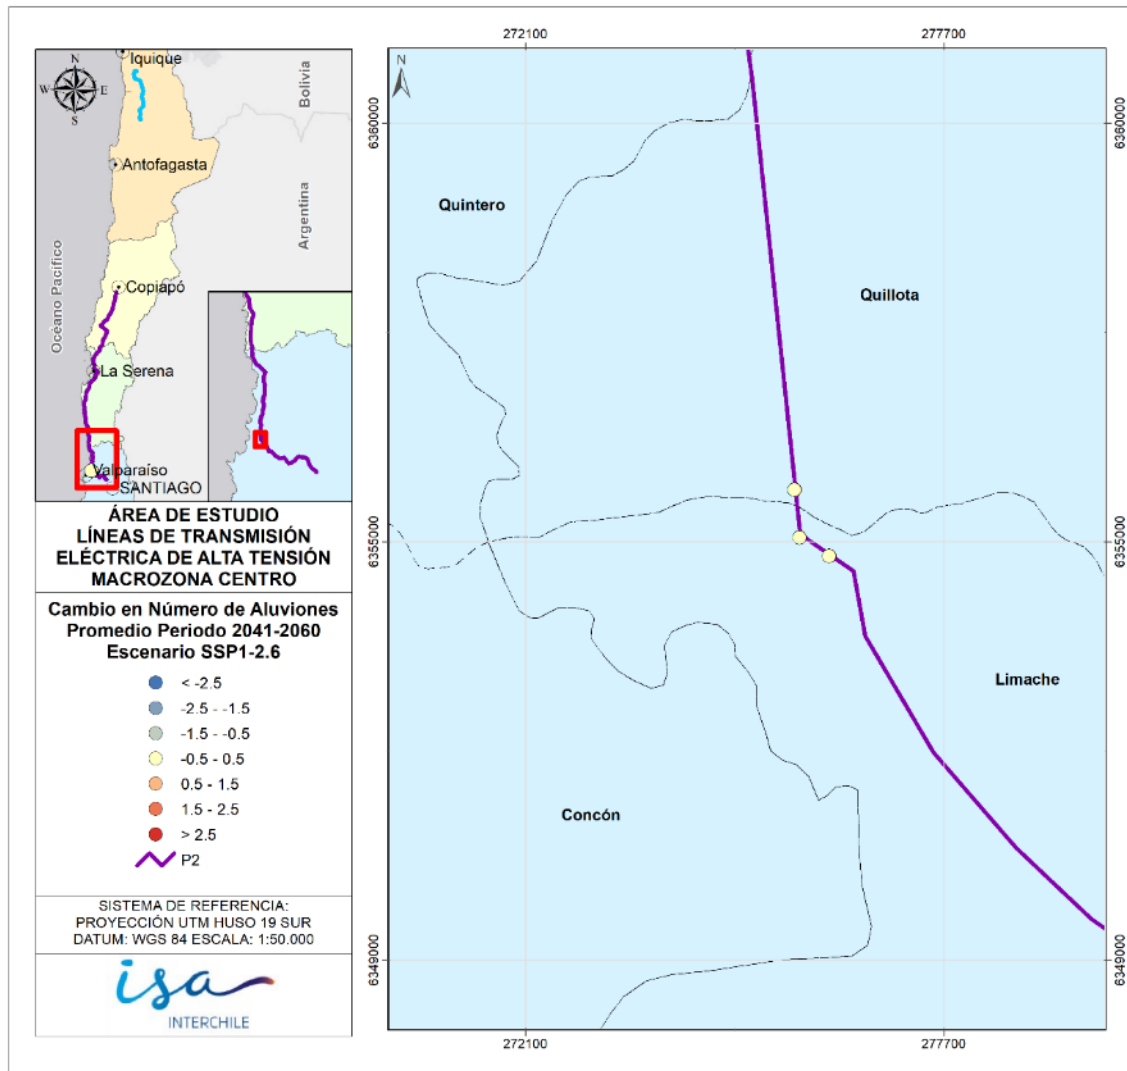 N
W
E
S
Iquique
Bolivia
Antofagasta
Argentina
Océano Pacífico
Copiapó
La Serena
Valparaíso
SANTIAGO
ÁREA DE ESTUDIO
LÍNEAS DE TRANSMISIÓN
ELÉCTRICA DE ALTA TENSIÓN
MACROZONA CENTRO
Cambio en Número de Aluviones
Promedio Periodo 2041-2060
Escenario SSP1-2.6
< -2.5
-2.5 - -1.5
-1.5 - -0.5
-0.5 - 0.5
0.5 - 1.5
1.5 - 2.5
> 2.5
P2
SISTEMA DE REFERENCIA:
PROYECCIÓN UTM HUSO 19 SUR
DATUM: WGS 84 ESCALA: 1:50.000
isa
INTERCHILE
272100
277700
N
6360000
6360000
Quintero
Quillota
6355000
6355000
Limache
Concón
6349000
6349000
272100
277700